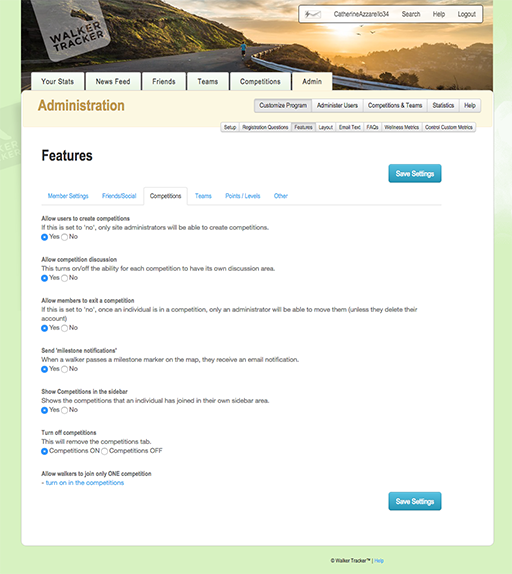 WALKER
TRACKER
CatherineAzzarello34 Search Help Logout
Your Stats News Feed Friends Teams Competitions Admin
Administration
Customize Program Administer Users Competitions & Teams Statistics Help
Setup Registration Questions Features Layout Email Text FAQs Wellness Metrics Control Custom Metrics
Features
Save Settings
Member Settings Friends/Social Competitions Teams Points / Levels Other
Allow users to create competitions
If this is set to 'no', only site administrators will be able to create competitions.
Yes No
Allow competition discussion
This turns on/off the ability for each competition to have its own discussion area.
Yes No
Allow members to exit a competition
If this is set to 'no', once an individual is in a competition, only an administrator will be able to move them (unless they delete their
account)
Yes No
Send 'milestone notifications'
When a walker passes a milestone marker on the map, they receive an email notification.
Yes No
Show Competitions in the sidebar
Shows the competitions that an individual has joined in their own sidebar area.
Yes No
Turn off competitions
This will remove the competitions tab.
Competitions ON Competitions OFF
Allow walkers to join only ONE competition
- turn on in the competitions
Save Settings
© Walker Tracker™ | Help